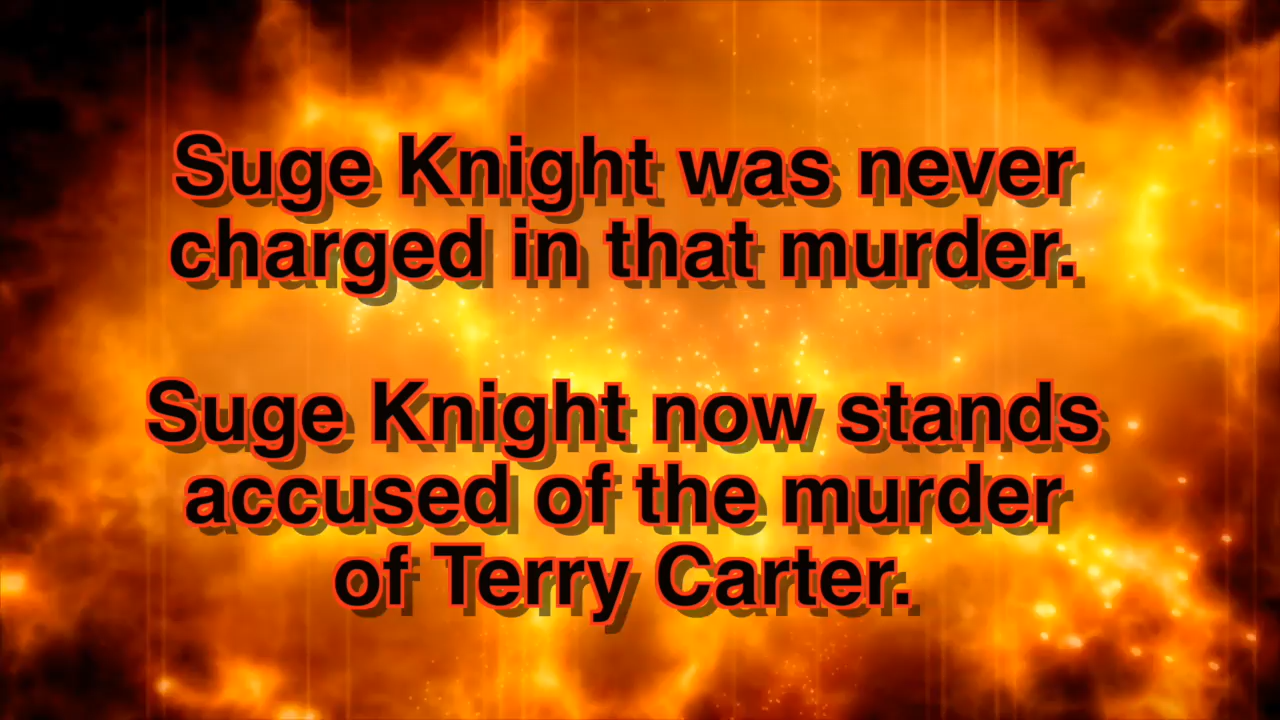 Suge Knight was never
charged in that murder.
Suge Knight now stands
accused of the murder
of Terry Carter.